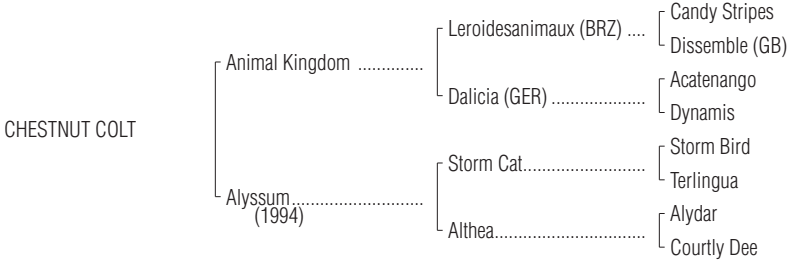 Candy Stripes
Leroidesanimaux (BRZ) ....
Dissemble (GB)
Animal Kingdom ..............
Acatenango
Dalicia (GER) ....................
Dynamis
CHESTNUT COLT
Storm Bird
Storm Cat..........................
Terlingua
Alyssum............................
(1994)
Alydar
Althea................................
Courtly Dee